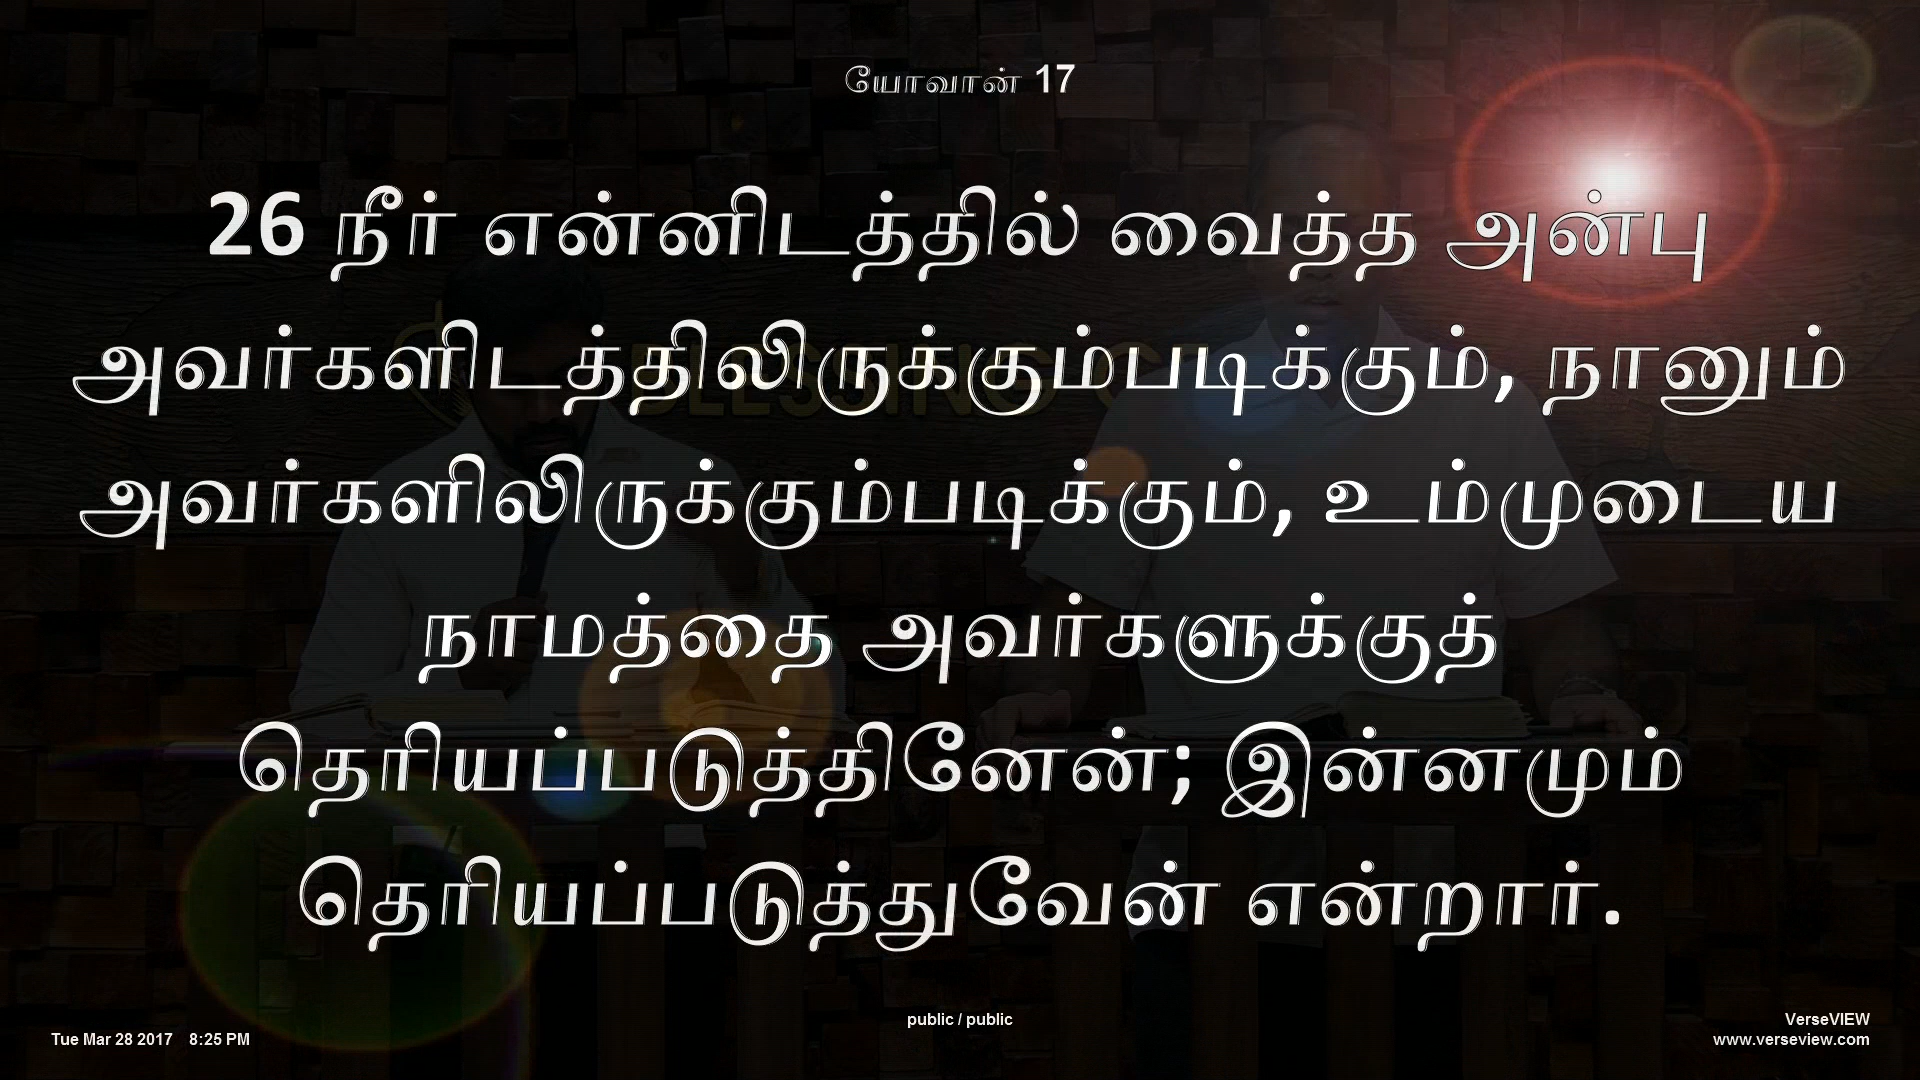 யோவான் 17
26 நீர் என்னிடத்தில் வைத்த அன்பு
அவர்களிடத்திலிருக்கும்படிக்கும், நானும்
அவர்களிலிருக்கும்படிக்கும், உம்முடைய
நாமத்தை அவர்களுக்குத்
தெரியப்படுத்தினேன்; இன்னமும்
தெரியப்படுத்துவேன் என்றார்.
public / public
Tue Mar 28 2017 8:25 PM
VerseVIEW
www.verseview.com